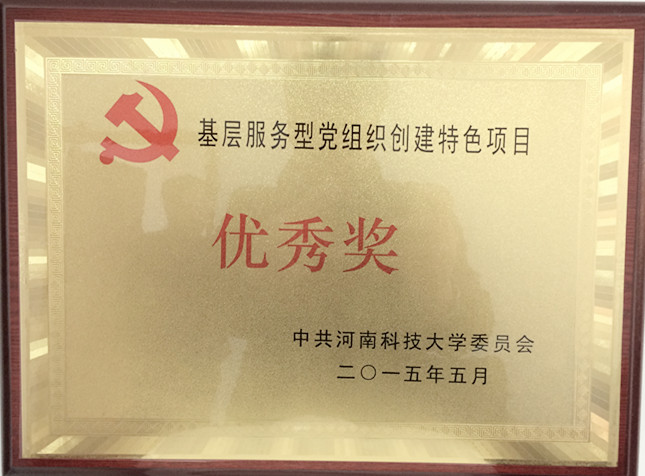 基层服务型党组织创建特色项目
优秀奖
中共河南科技大学委员会
二〇一五年五月